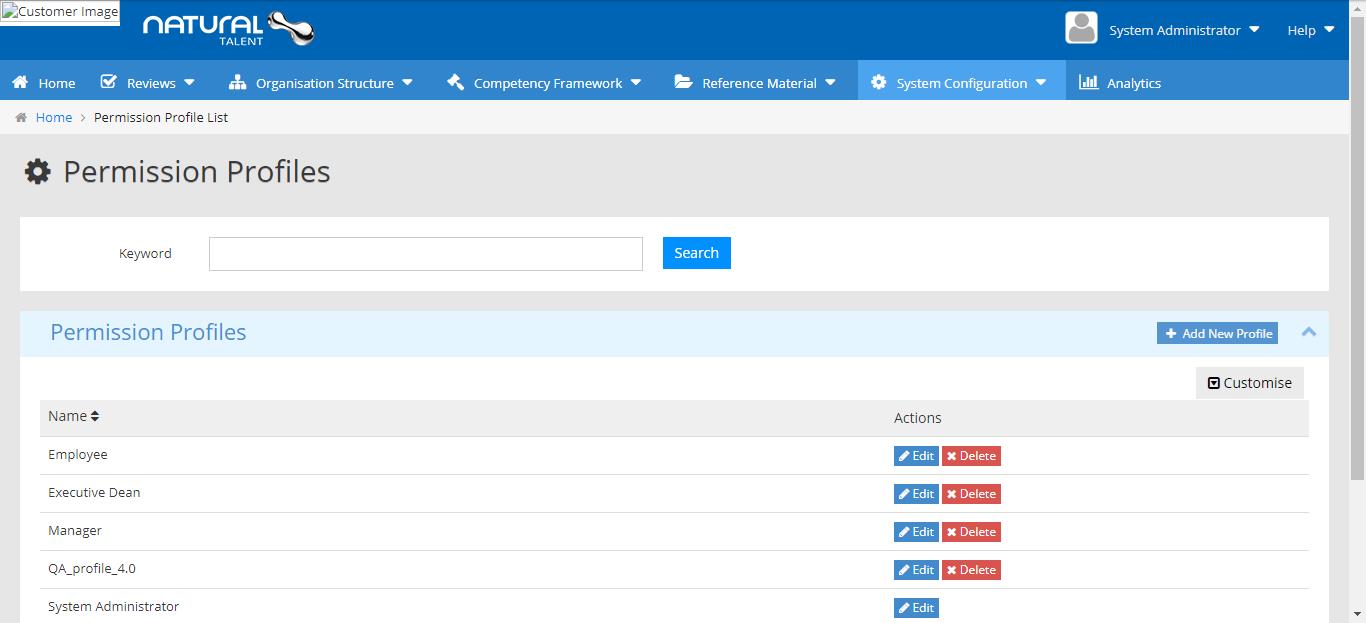 Customer Image
NATURAL
TALENT
System Administrator
Help
Home
Reviews
Organisation Structure
Competency Framework
Reference Material
System Configuration
Analytics
Home > Permission Profile List
Permission Profiles
Keyword
Search
Permission Profiles
+ Add New Profile
Customise
Name
Actions
Employee
Edit
Delete
Executive Dean
Edit
Delete
Manager
Edit
Delete
QA_profile_4.0
Edit
Delete
System Administrator
Edit